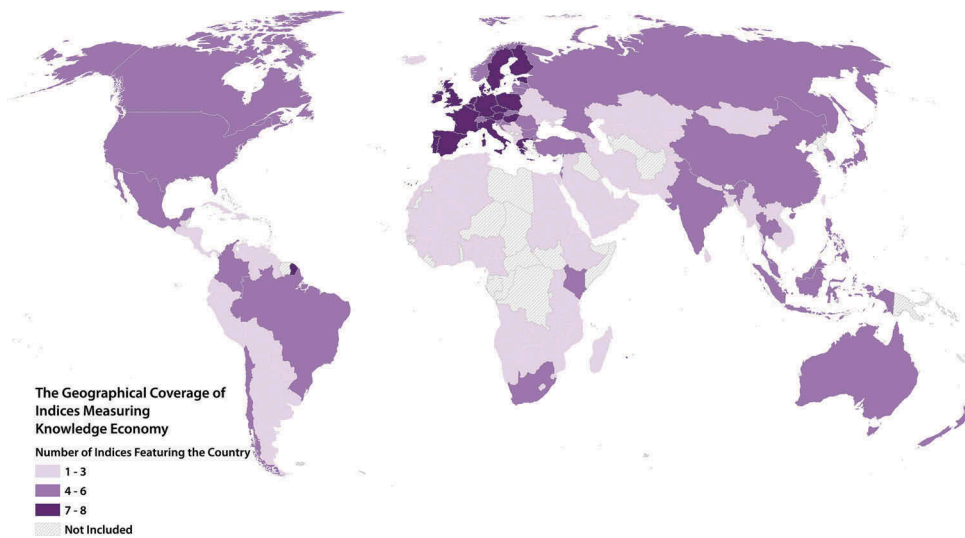 The Geographical Coverage of
Indices Measuring
Knowledge Economy
Number of Indices Featuring the Country
1 - 3
4 - 6
7 - 8
Not Included